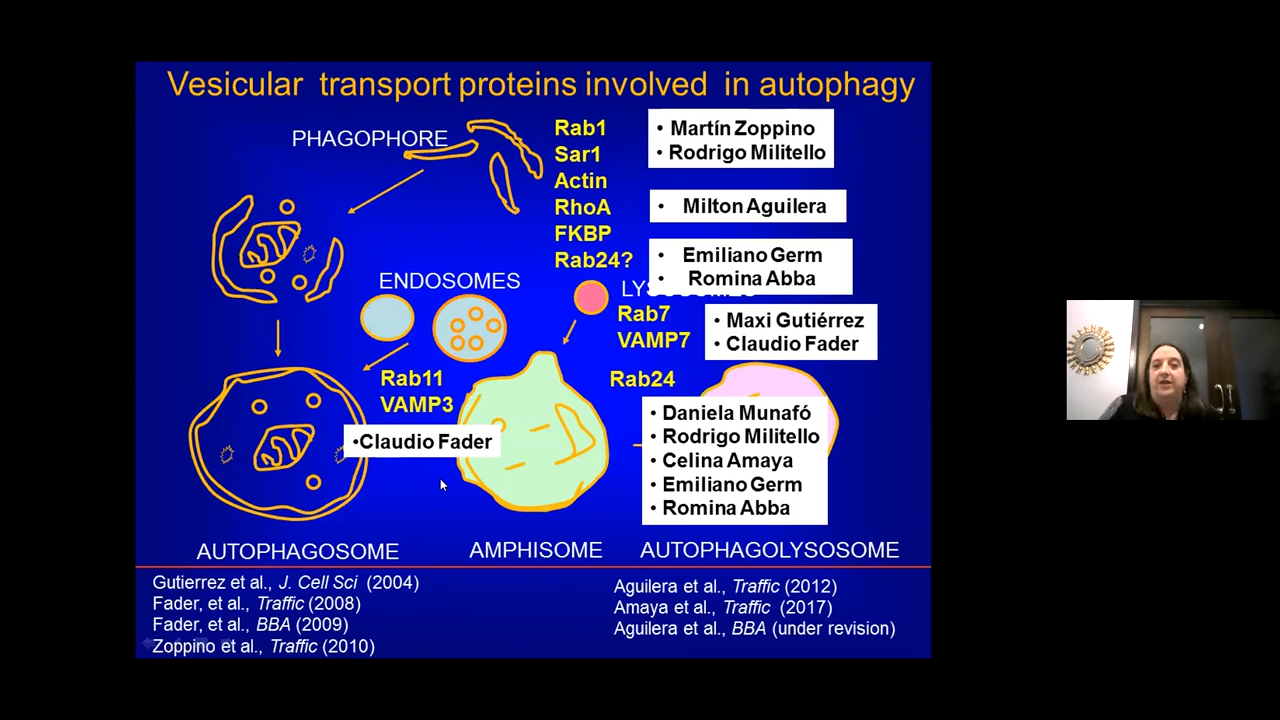 Vesicular transport proteins involved in autophagy
PHAGOPHORE
Rab1
Sar1
Actin
RhoA
FKBP
Rab24?
• Martín Zoppino
• Rodrigo Militello
• Milton Aguilera
• Emiliano Germ
• Romina Abba
ENDOSOMES
LYSOSOMES
Rab7
VAMP7
• Maxi Gutiérrez
• Claudio Fader
Rab11
VAMP3
•Claudio Fader
Rab24
• Daniela Munafó
• Rodrigo Militello
• Celina Amaya
• Emiliano Germ
• Romina Abba
AUTOPHAGOSOME
AMPHISOME
AUTOPHAGOLYSOSOME
Gutierrez et al., J. Cell Sci (2004)
Fader, et al., Traffic (2008)
Fader, et al., BBA (2009)
Zoppino et al., Traffic (2010)
Aguilera et al., Traffic (2012)
Amaya et al., Traffic (2017)
Aguilera et al., BBA (under revision)